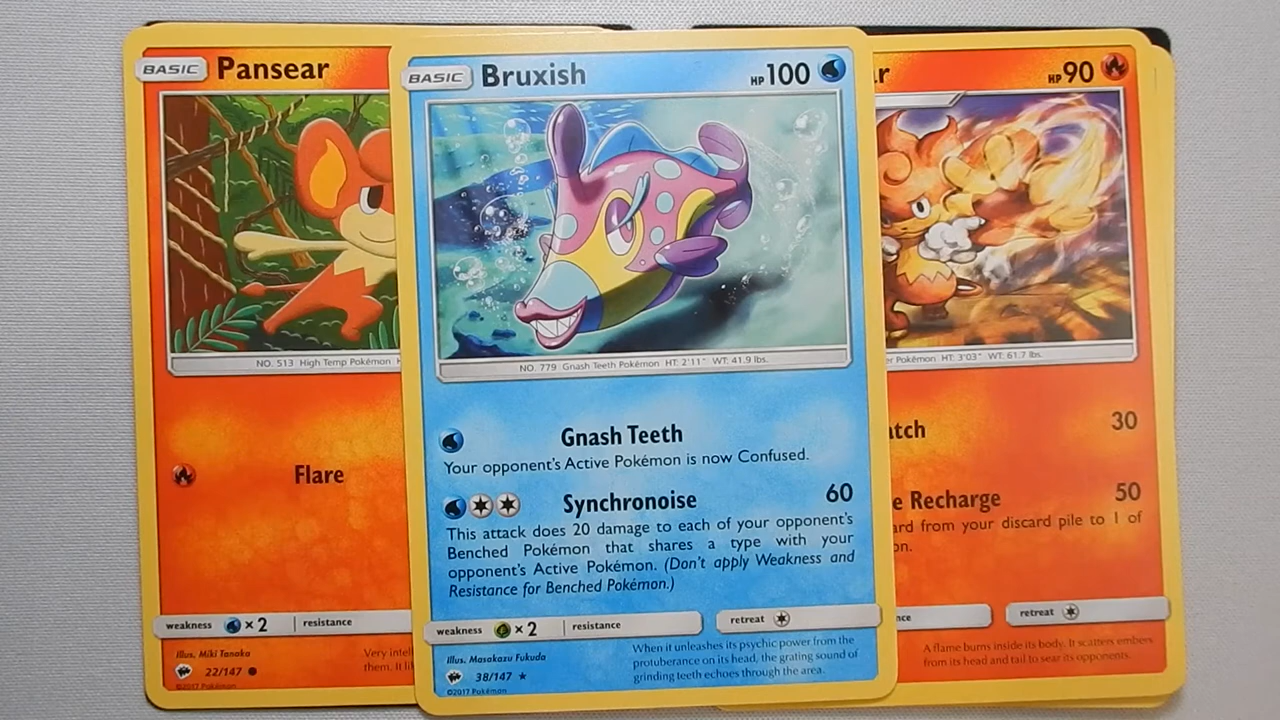 BASIC Pansear
NO. 513 High Temp Pokémon
Flare
weakness ×2 resistance
Illus. Miki Tanaka
22/147
©2017 Pokémon
Very
them. It
BASIC Bruxish HP 100
NO. 779 Gnash Teeth Pokémon HT: 2'11" WT: 41.9 lbs.
Gnash Teeth
Your opponent's Active Pokémon is now Confused.
Synchronoise 60
This attack does 20 damage to each of your opponent's
Benched Pokémon that shares a type with your
opponent's Active Pokémon. (Don't apply Weakness and
Resistance for Benched Pokémon.)
weakness ×2 resistance
retreat
Illus. Masakazu Fukuda
38/147
©2017 Pokémon
When it unleashes its psychic power from the
protuberance on its head, the grating sound of
grinding teeth echoes through the area.
r HP 90
er Pokémon HT: 3'03" WT: 61.7 lbs.
atch 30
e Recharge 50
ard from your discard pile to 1 of
on.
nce
retreat
A flame burns inside its body. It scatters embers
from its head and tail to sear its opponents.